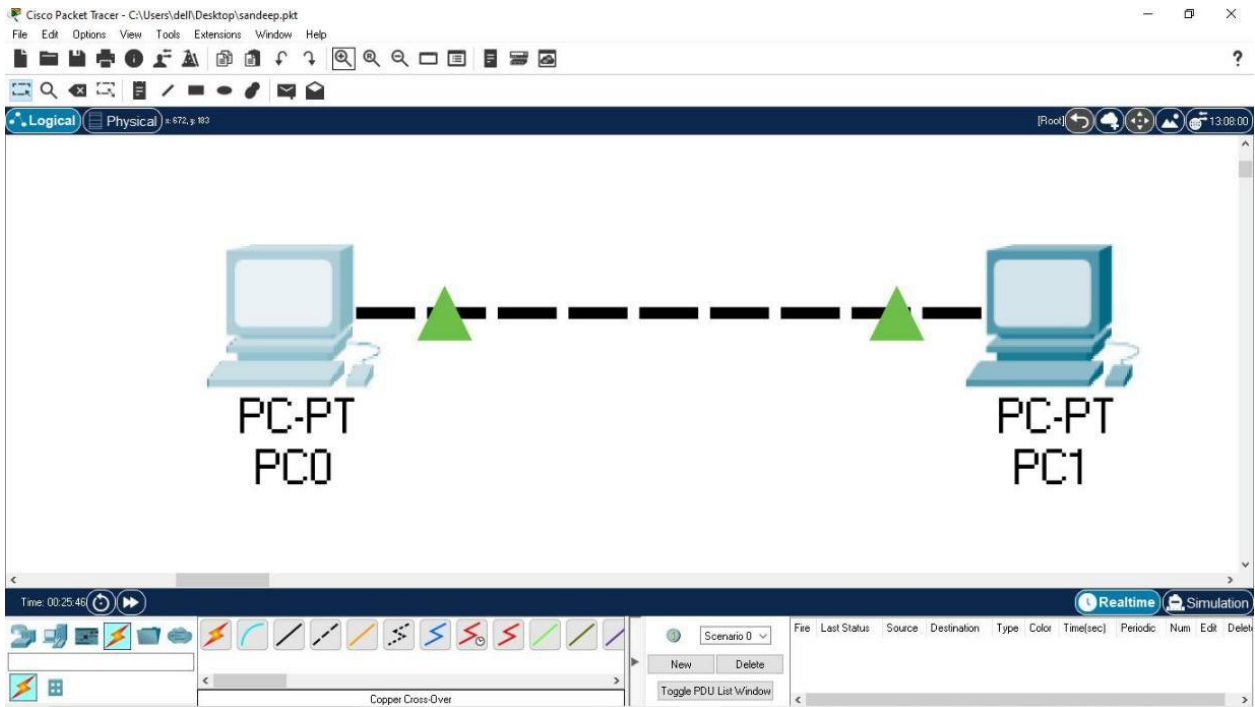 Cisco Packet Tracer - C:\Users\dell\Desktop\sandeep.pkt
File Edit Options View Tools Extensions Window Help
?
Logical Physical x: 672, y: 183 [Root] 13:08:00
PC-PT PC-PT
PC0 PC1
Time: 00:25:46 Realtime Simulation
Scenario 0 Fire Last Status Source Destination Type Color Time(sec) Periodic Num Edit Delet
New Delete
Toggle PDU List Window
Copper Cross-Over